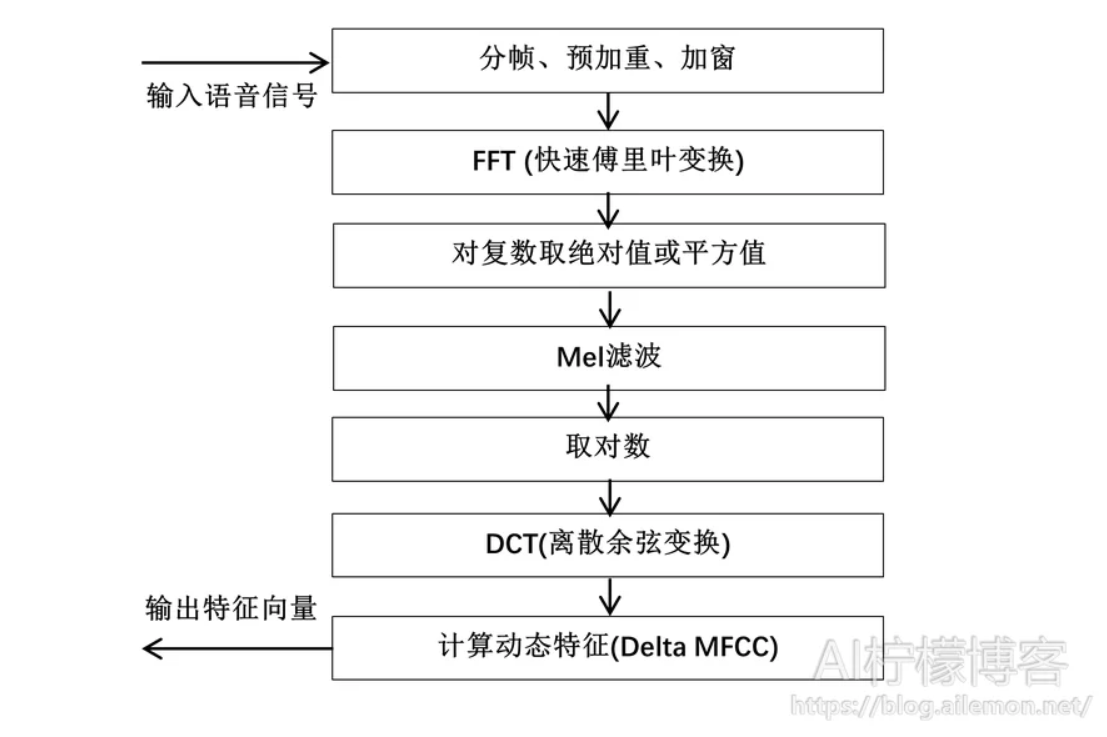 分帧、预加重、加窗
输入语音信号
FFT (快速傅里叶变换)
对复数取绝对值或平方值
Mel滤波
取对数
DCT(离散余弦变换)
输出特征向量
计算动态特征(Delta MFCC)
AI柠檬博客
https://blog.ailemon.net/